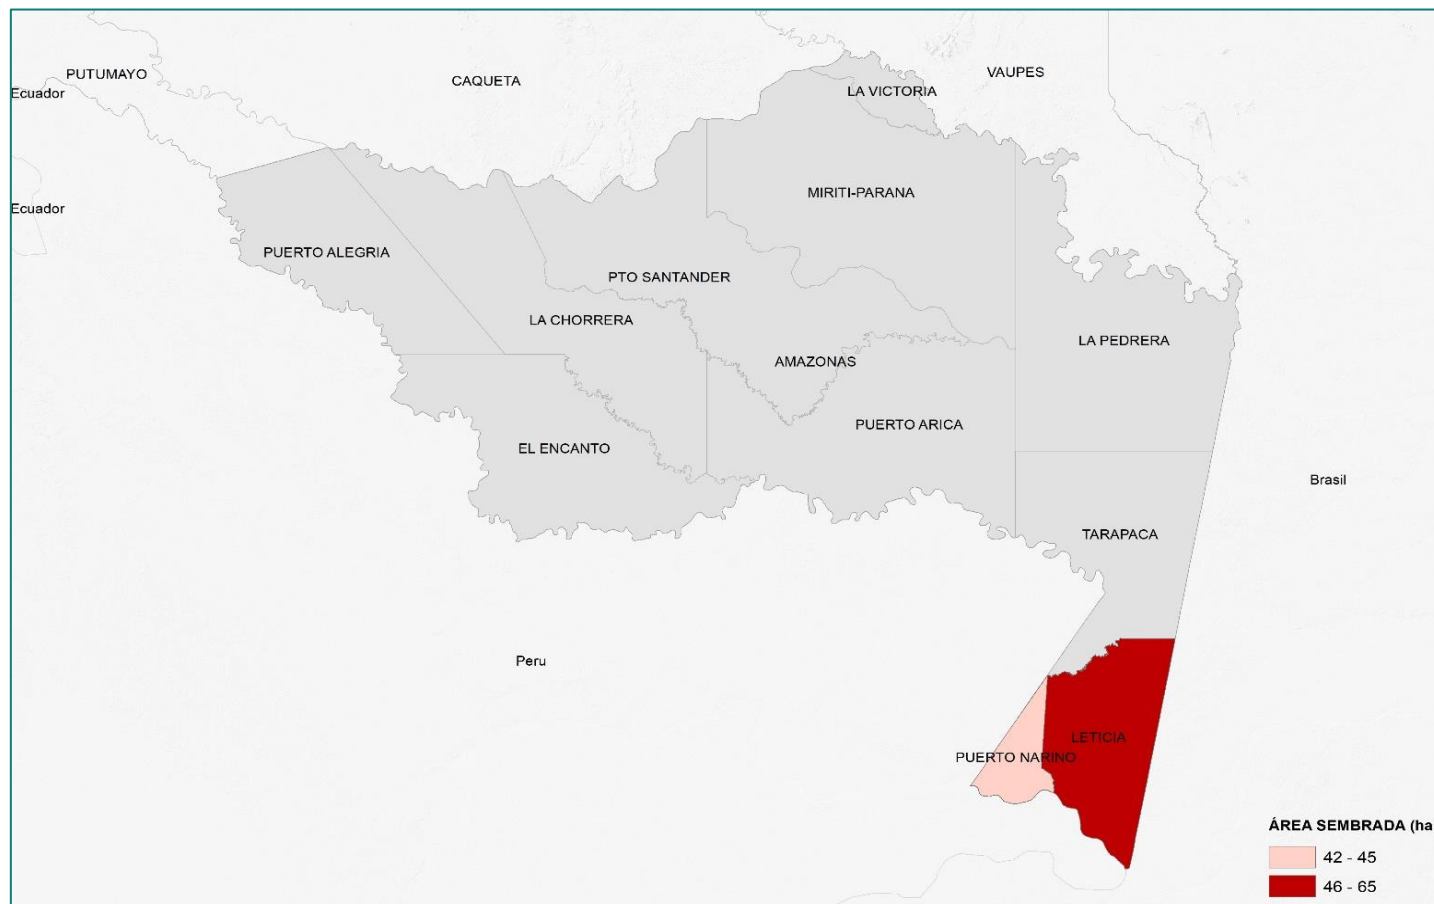 PUTUMAYO
CAQUETA
VAUPES
Ecuador
LA VICTORIA
MIRITI-PARANA
Ecuador
PUERTO ALEGRIA
PTO SANTANDER
LA CHORRERA
LA PEDRERA
AMAZONAS
PUERTO ARICA
EL ENCANTO
Brasil
TARAPACA
Peru
LETICIA
PUERTO NARINO
ÁREA SEMBRADA (ha
42 - 45
46 - 65